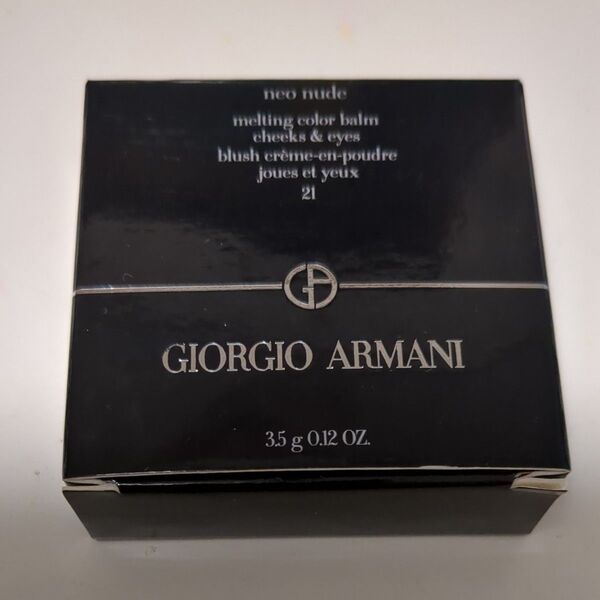 neo nude
melting color balm
cheeks & eyes
blush crème-en-poudre
joues et yeux
21
GA
GIORGIO ARMANI
3.5 g 0.12 OZ.